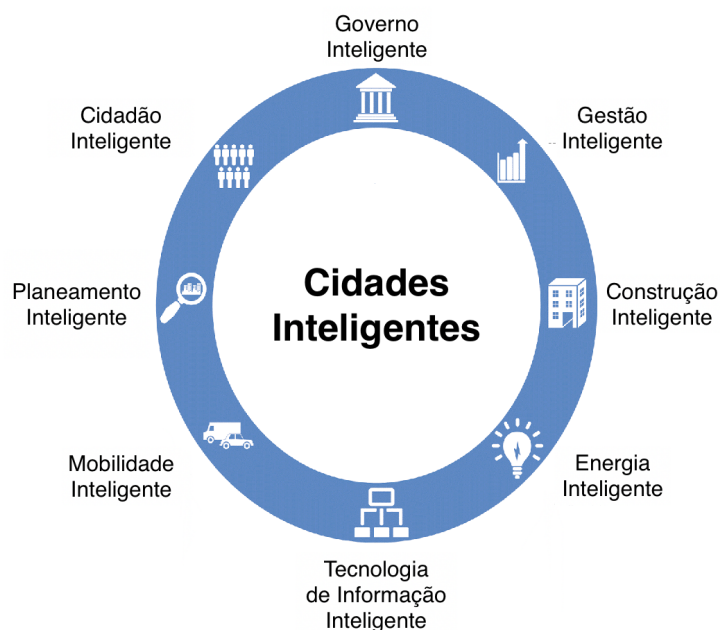 Governo
Inteligente
Gestão
Inteligente
Construção
Inteligente
Energia
Inteligente
Tecnologia
de Informação
Inteligente
Mobilidade
Inteligente
Planeamento
Inteligente
Cidadão
Inteligente
Cidades
Inteligentes